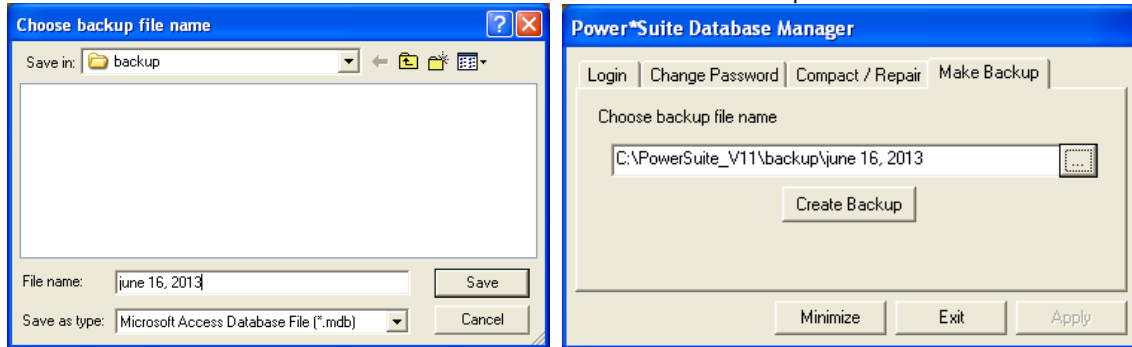 Choose backup file name
Save in: backup
File name: june 16, 2013
Save
Save as type: Microsoft Access Database File (*.mdb)
Cancel
Power*Suite Database Manager
Login Change Password Compact / Repair Make Backup
Choose backup file name
C:\PowerSuite_V11\backup\june 16, 2013 ...
Create Backup
Minimize Exit Apply